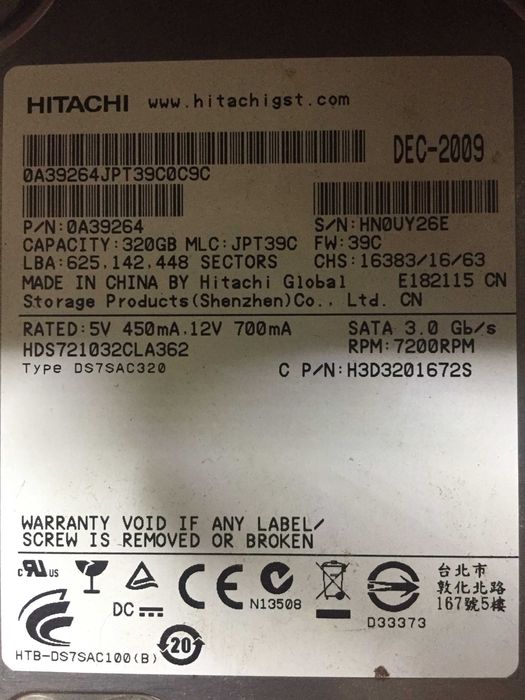 HITACHI www.hitachigst.com
DEC-2009
0A39264JPT39C0C9C
P/N:0A39264 S/N:HN0UY26E
CAPACITY:320GB MLC:JPT39C FW:39C
LBA:625,142,448 SECTORS CHS:16383/16/63
MADE IN CHINA BY Hitachi Global E182115 CN
Storage Products(Shenzhen)Co., Ltd. CN
RATED:5V 450mA,12V 700mA SATA 3.0 Gb/s
HDS721032CLA362 RPM:7200RPM
Type DS7SAC320 C P/N:H3D3201672S
WARRANTY VOID IF ANY LABEL/
SCREW IS REMOVED OR BROKEN
c RU US CE N13508 D33373
DC
台北市
敦化北路
167號5樓
20
HTB-DS7SAC100(B)